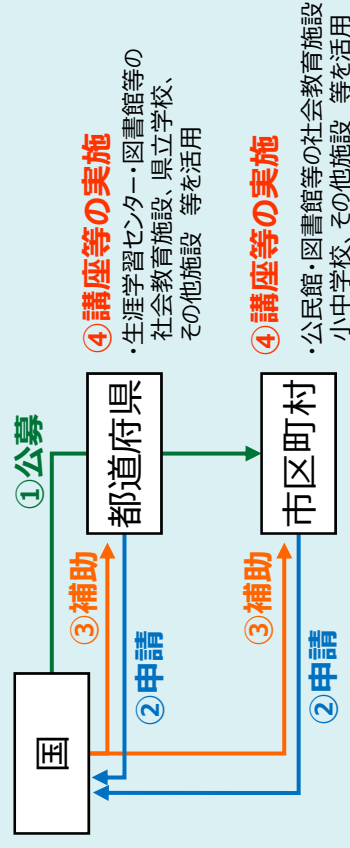 国
①公募
③補助
②申請
都道府県
④講座等の実施
・生涯学習センター・図書館等の
社会教育施設、県立学校、
その他施設 等を活用
③補助
②申請
市区町村
④講座等の実施
・公民館・図書館等の社会教育施設
小中学校、その他施設 等を活用